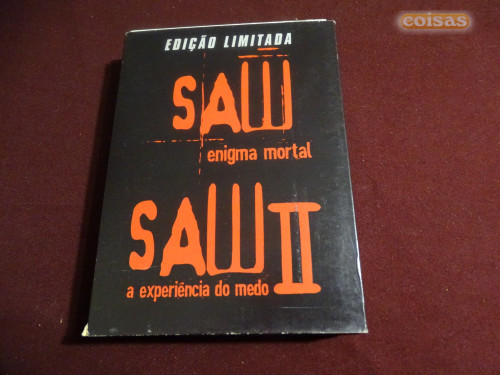 coisas
EDIÇÃO LIMITADA
SAW
enigma mortal
SAW II
a experiência do medo